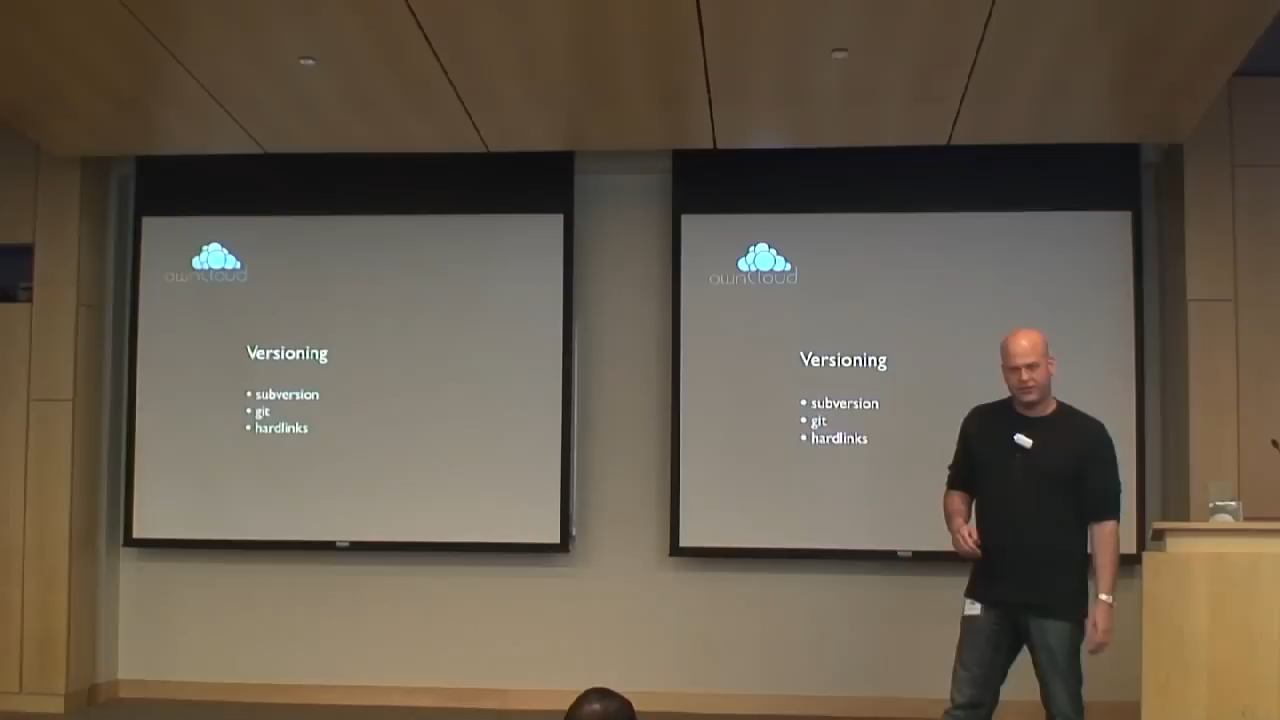 ownCloud
Versioning
• subversion
• git
• hardlinks
ownCloud
Versioning
• subversion
• git
• hardlinks